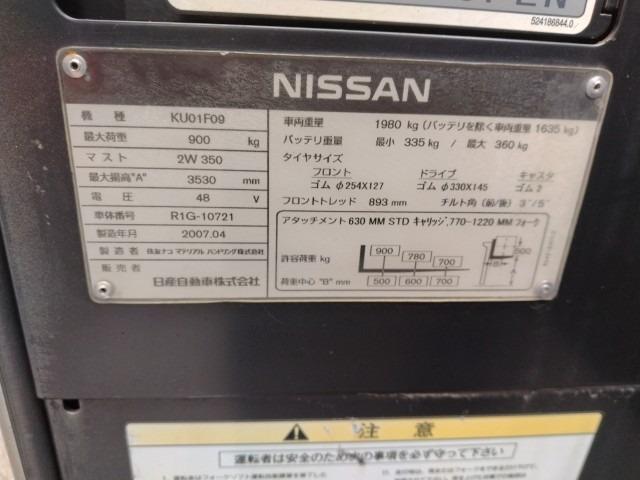 524186844.0
NISSAN
機種 KU01F09
最大荷重 900 kg
マスト 2W 350
最大揚高"A" 3530 mm
電圧 48 V
車体番号 R1G-10721
製造年月 2007.04
製造者 住友ナコ マテリアル ハンドリング株式会社
販売者 日産自動車株式会社
車両重量 1980 kg (バッテリを除く車両重量 1635 kg)
バッテリ重量 最小 335 kg / 最大 360 kg
タイヤサイズ
フロント ドライブ キャスタ
ゴム φ254X127 ゴム φ330X145 ゴム 2
フロントトレッド 893 mm チルト角 (前/後) 3°/5°
アタッチメント 630 MM STD キャリッジ,770-1220 MM フォーク
許容荷重 kg 900 780 700
荷重中心 "B" mm 500 600 700
500
B
A
注意
運転者は安全のため次の事項を必ず守って下さい